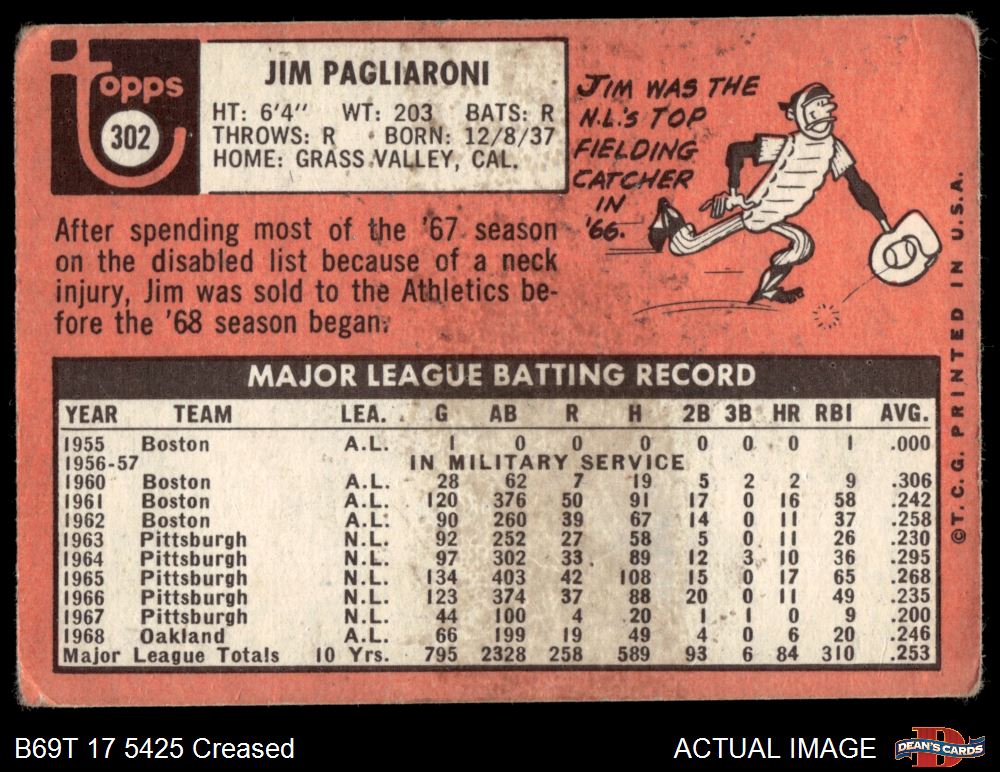 Topps
302
JIM PAGLIARONI
HT: 6'4" WT: 203 BATS: R
THROWS: R BORN: 12/8/37
HOME: GRASS VALLEY, CAL.
JIM WAS THE
N.L.'s TOP
FIELDING
CATCHER
IN
'66.
After spending most of the '67 season
on the disabled list because of a neck
injury, Jim was sold to the Athletics be-
fore the '68 season began.
MAJOR LEAGUE BATTING RECORD
YEAR TEAM LEA. G AB R H 2B 3B HR RBI AVG.
1955 Boston A.L. 1 0 0 0 0 0 0 1 .000
1956-57 IN MILITARY SERVICE
1960 Boston A.L. 28 62 7 19 5 2 2 9 .306
1961 Boston A.L. 120 376 50 91 17 0 16 58 .242
1962 Boston A.L. 90 260 39 67 14 0 11 37 .258
1963 Pittsburgh N.L. 92 252 27 58 5 0 11 26 .230
1964 Pittsburgh N.L. 97 302 33 89 12 3 10 36 .295
1965 Pittsburgh N.L. 134 403 42 108 15 0 17 65 .268
1966 Pittsburgh N.L. 123 374 37 88 20 0 11 49 .235
1967 Pittsburgh N.L. 44 100 4 20 1 1 0 9 .200
1968 Oakland A.L. 66 199 19 49 4 0 6 20 .246
Major League Totals 10 Yrs. 795 2328 258 589 93 6 84 310 .253
©T.C.G. PRINTED IN U.S.A.
B69T 17 5425 Creased
ACTUAL IMAGE
DEAN'S CARDS